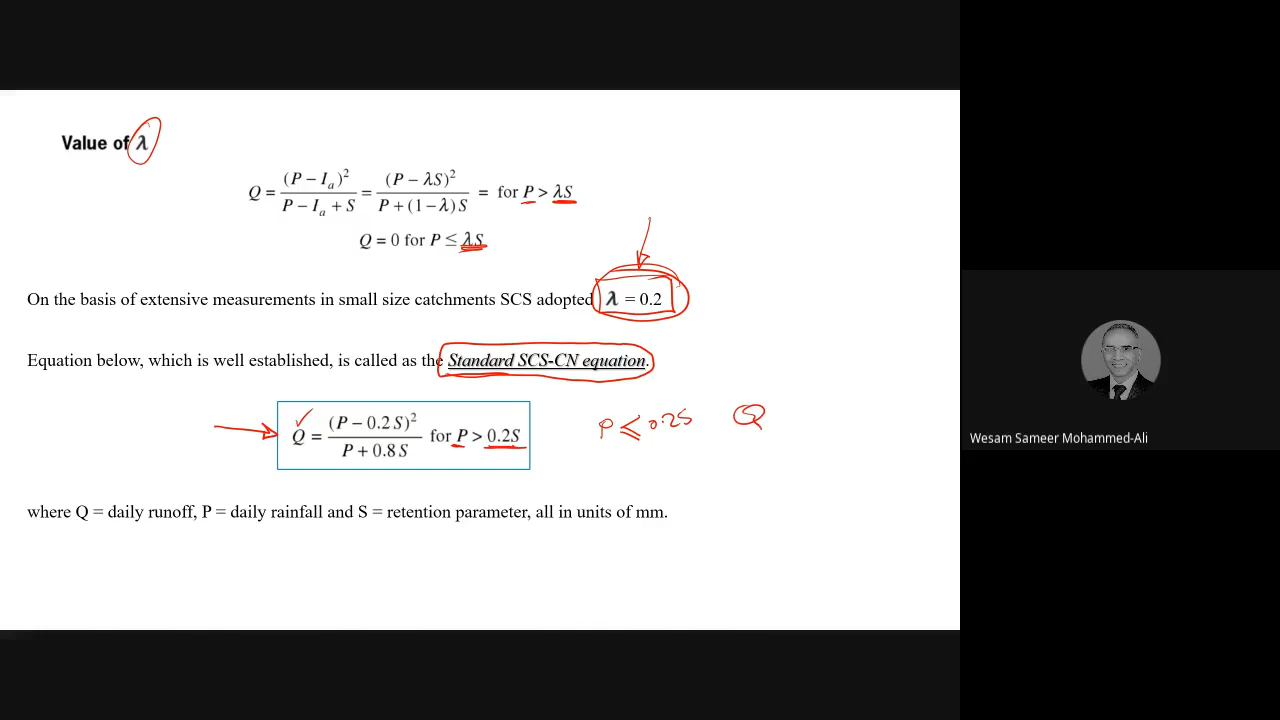 Value of λ
Q = (P − Iₐ)² / (P − Iₐ + S) = (P − λS)² / (P + (1 − λ)S) = for P > λS
Q = 0 for P ≤ λS
On the basis of extensive measurements in small size catchments SCS adopted λ = 0.2
Equation below, which is well established, is called as the Standard SCS-CN equation.
Q = (P − 0.2 S)² / (P + 0.8 S) for P > 0.2S
P ≤ 0.2S Q
where Q = daily runoff, P = daily rainfall and S = retention parameter, all in units of mm.
Wesam Sameer Mohammed-Ali